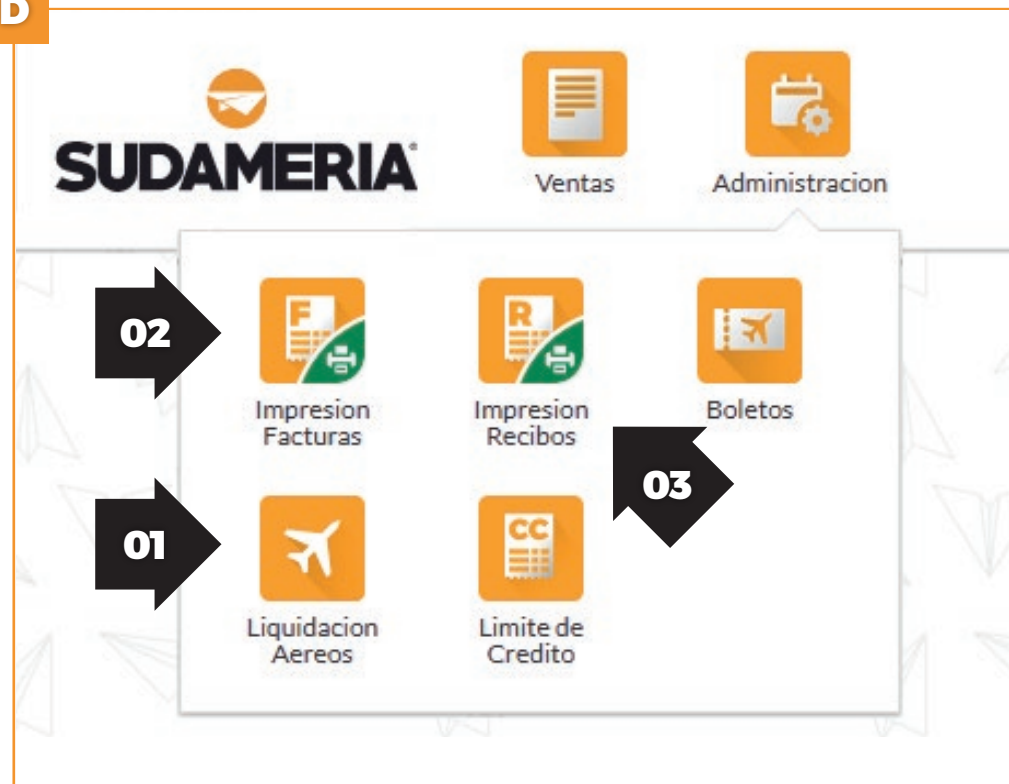 D
SUDAMERIA
Ventas
Administracion
02
F
R
Impresion
Facturas
Impresion
Recibos
Boletos
03
01
CC
Liquidacion
Aereos
Limite de
Credito